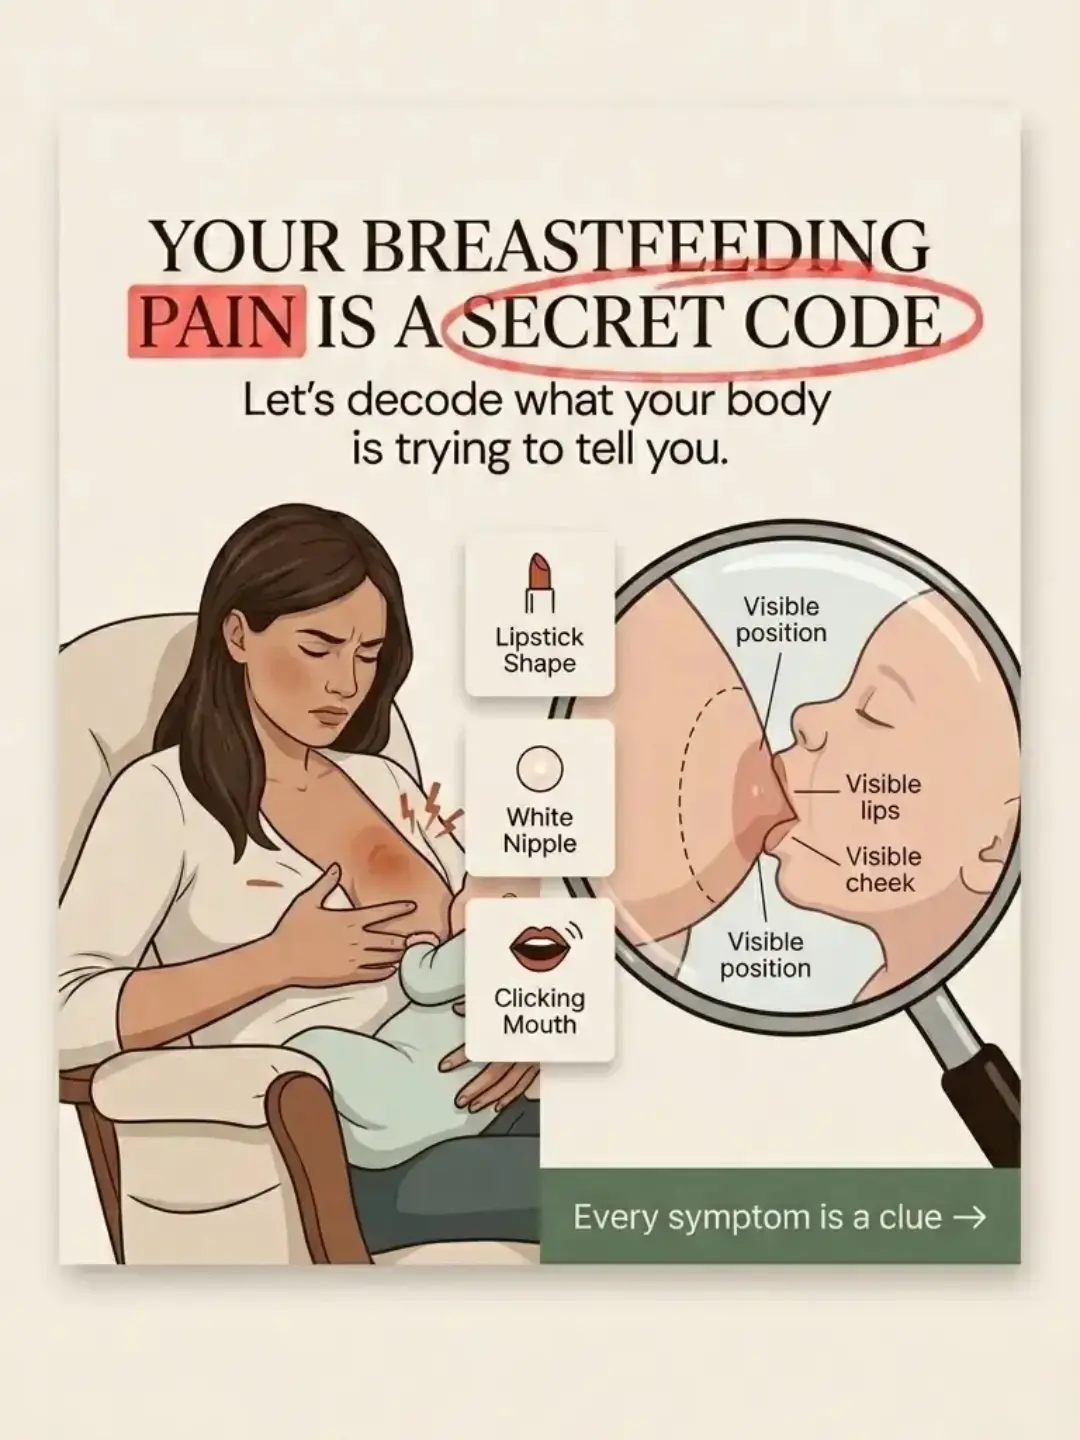 YOUR BREASTFEEDING
PAIN IS A SECRET CODE
Let's decode what your body
is trying to tell you.
Lipstick
Shape
White
Nipple
Clicking
Mouth
Visible
position
Visible
lips
Visible
cheek
Visible
position
Every symptom is a clue →